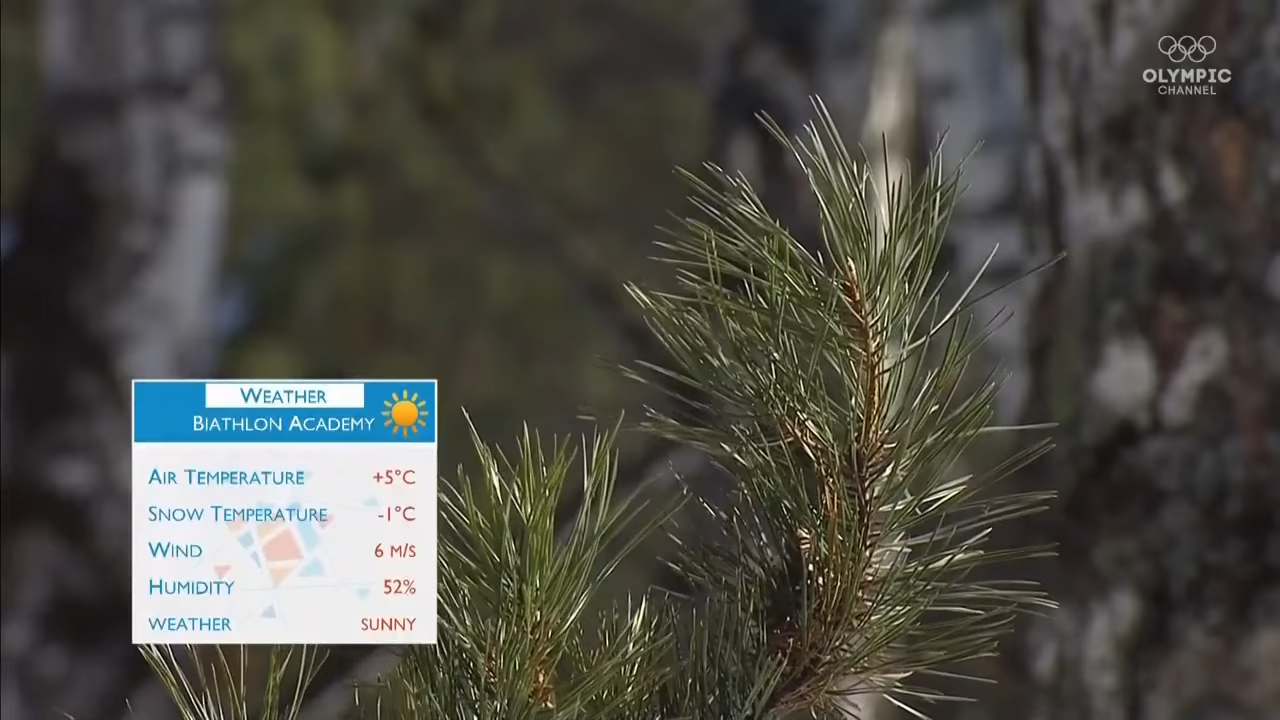 OLYMPIC
CHANNEL
WEATHER
BIATHLON ACADEMY
AIR TEMPERATURE +5°C
SNOW TEMPERATURE -1°C
WIND 6 M/S
HUMIDITY 52%
WEATHER SUNNY